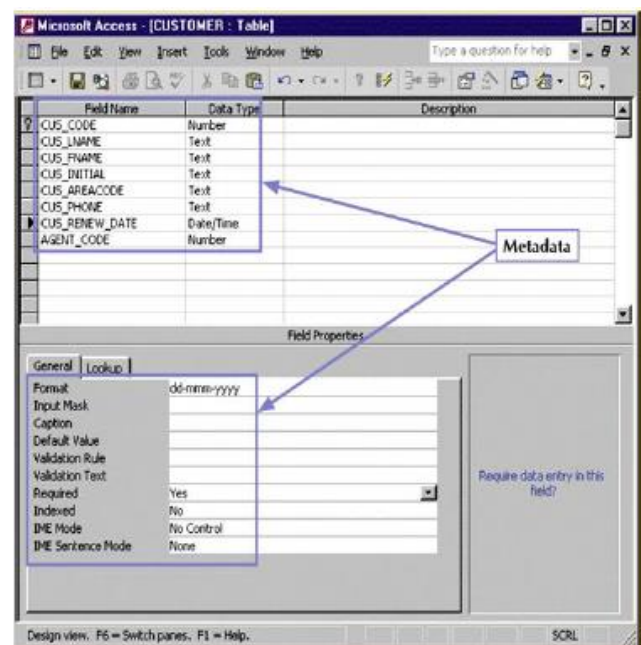 Microsoft Access - [CUSTOMER : Table]
File Edit View Insert Tools Window Help Type a question for help
Field Name Data Type Description
CUS_CODE Number
CUS_LNAME Text
CUS_FNAME Text
CUS_INITIAL Text
CUS_AREACODE Text
CUS_PHONE Text
CUS_RENEW_DATE Date/Time
AGENT_CODE Number
Metadata
Field Properties
General Lookup
Format dd-mmm-yyyy
Input Mask
Caption
Default Value
Validation Rule
Validation Text
Required Yes
Indexed No
IME Mode No Control
IME Sentence Mode None
Require data entry in this
field?
Design view. F6 = Switch panes. F1 = Help. SCRL